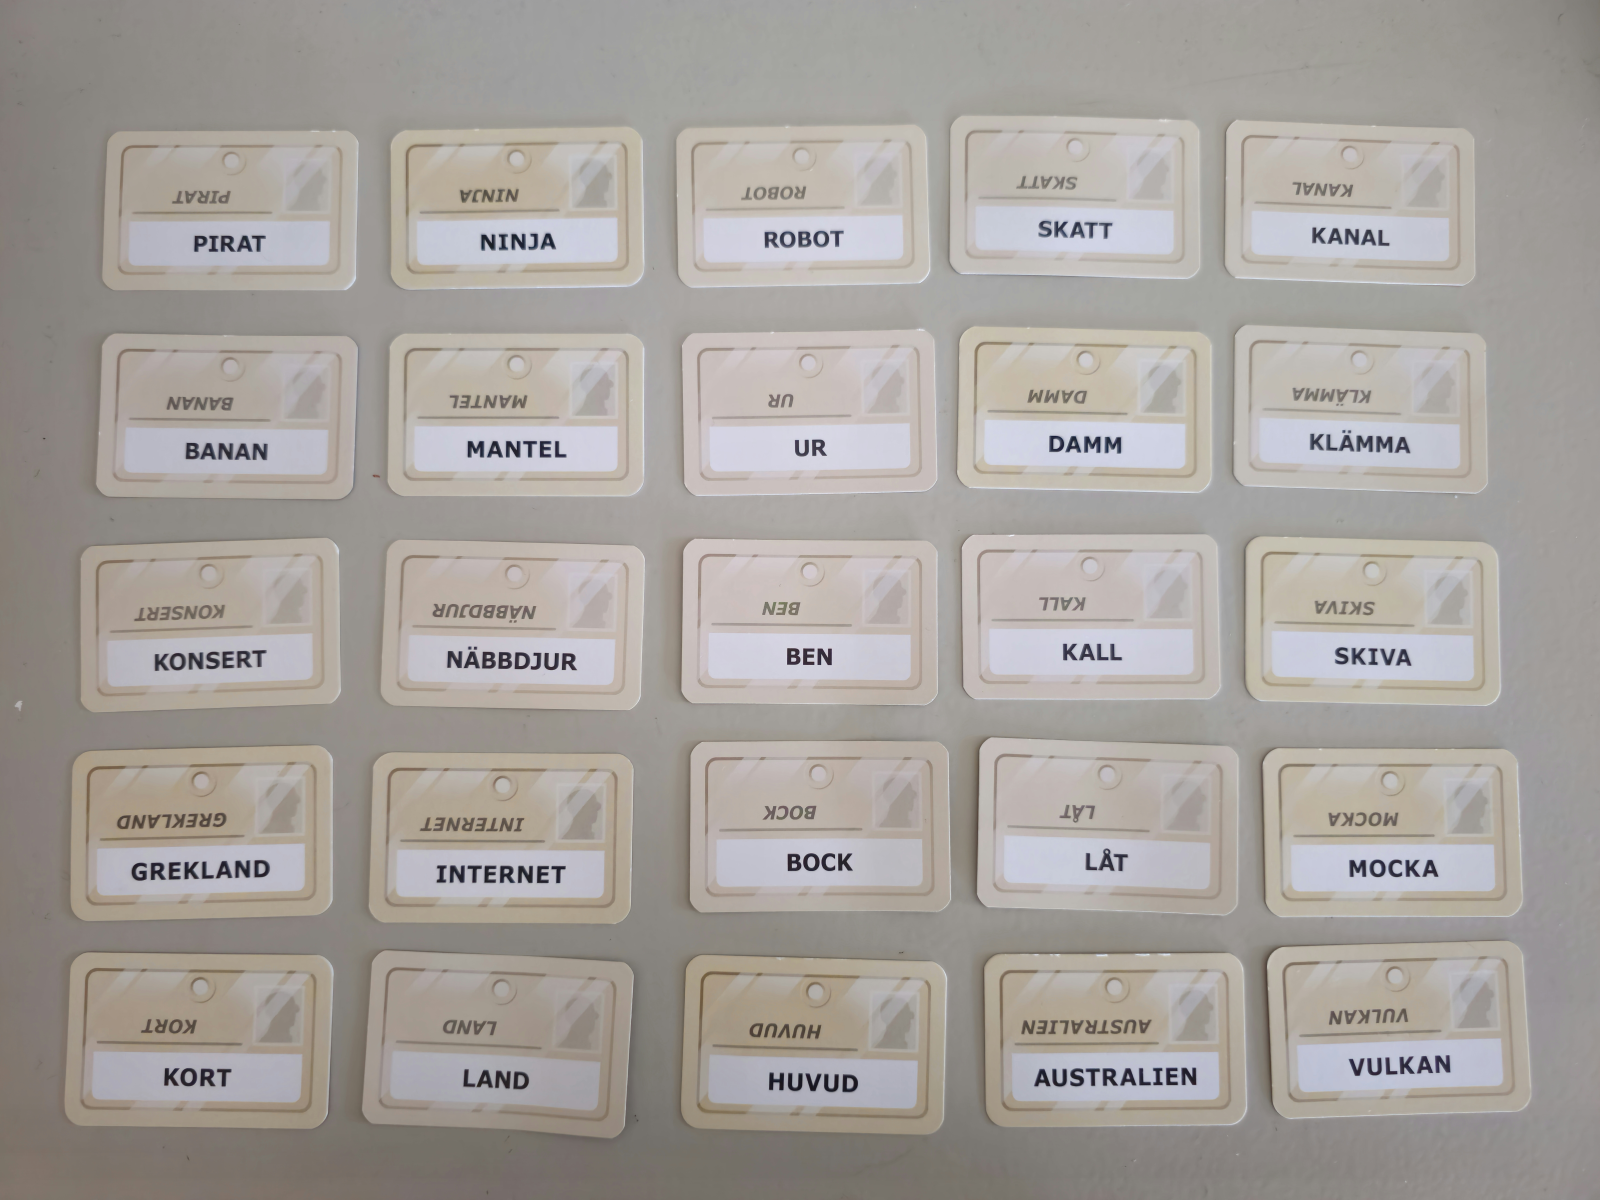 PIRAT
PIRAT
NINJA
NINJA
ROBOT
ROBOT
SKATT
SKATT
KANAL
KANAL
BANAN
BANAN
MANTEL
MANTEL
UR
UR
DAMM
DAMM
KLÄMMA
KLÄMMA
KONSERT
KONSERT
NÄBBDJUR
NÄBBDJUR
BEN
BEN
KALL
KALL
SKIVA
SKIVA
GREKLAND
GREKLAND
INTERNET
INTERNET
BOCK
BOCK
LÅT
LÅT
MOCKA
MOCKA
KORT
KORT
LAND
LAND
HUVUD
HUVUD
AUSTRALIEN
AUSTRALIEN
VULKAN
VULKAN